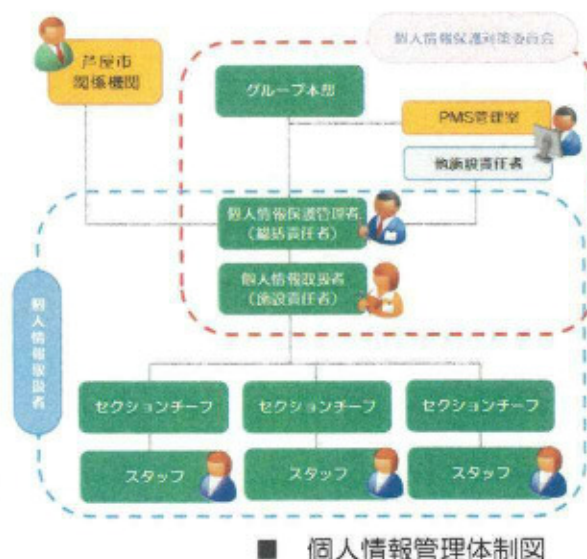 個人情報保護対策委員会
芦屋市
関係機関
グループ本部
PMS管理室
他施設責任者
個人情報保護管理者
(総括責任者)
個人情報取扱者
(施設責任者)
個人情報取扱者
セクションチーフ
セクションチーフ
セクションチーフ
スタッフ
スタッフ
スタッフ
■ 個人情報管理体制図